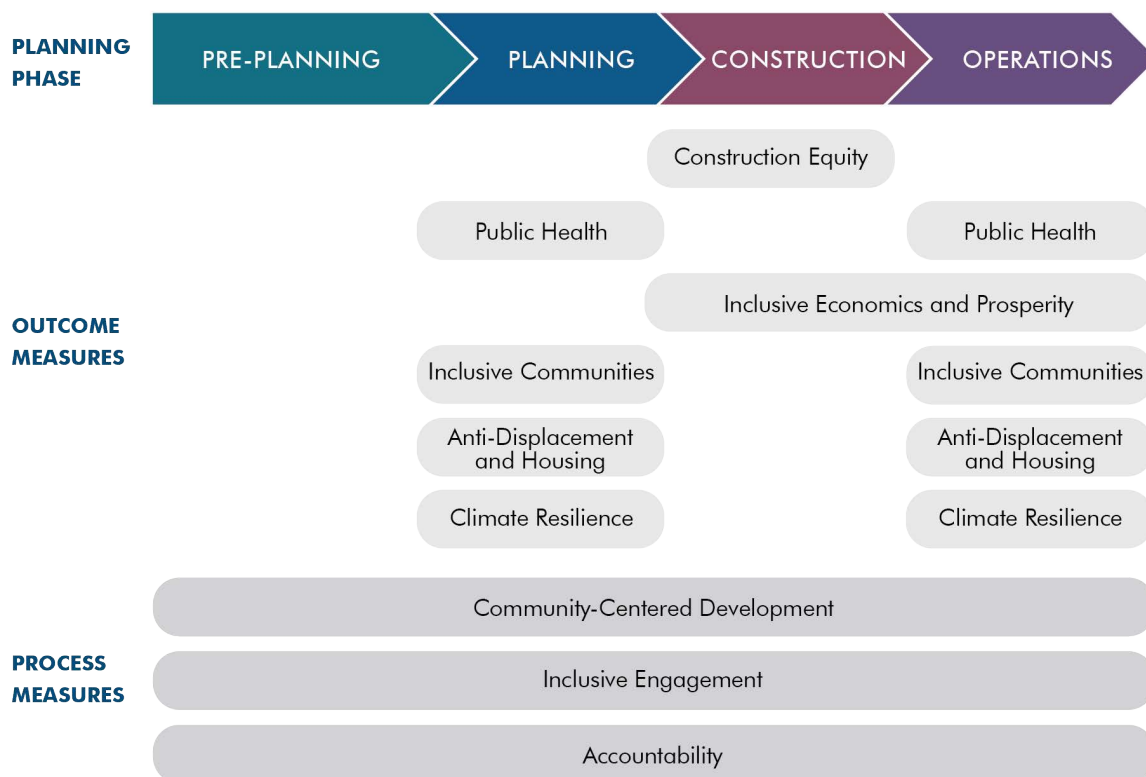 PLANNING
PHASE
PRE-PLANNING
PLANNING
CONSTRUCTION
OPERATIONS
Construction Equity
Public Health
Public Health
Inclusive Economics and Prosperity
OUTCOME
MEASURES
Inclusive Communities
Inclusive Communities
Anti-Displacement
and Housing
Anti-Displacement
and Housing
Climate Resilience
Climate Resilience
Community-Centered Development
PROCESS
MEASURES
Inclusive Engagement
Accountability